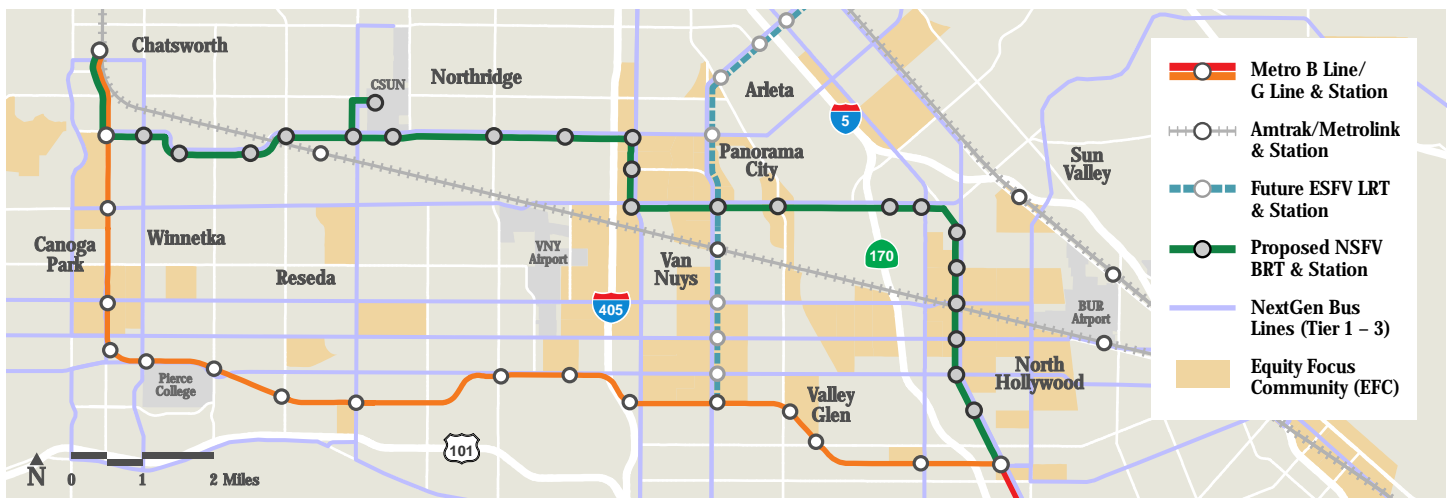 Chatsworth
CSUN
Northridge
Arleta
5
Panorama
City
Sun
Valley
Canoga
Park
Winnetka
Reseda
VNY
Airport
Van
Nuys
170
405
BUR
Airport
Pierce
College
North
Hollywood
Valley
Glen
101
N
0 1 2 Miles
Metro B Line/
G Line & Station
Amtrak/Metrolink
& Station
Future ESFV LRT
& Station
Proposed NSFV
BRT & Station
NextGen Bus
Lines (Tier 1 – 3)
Equity Focus
Community (EFC)